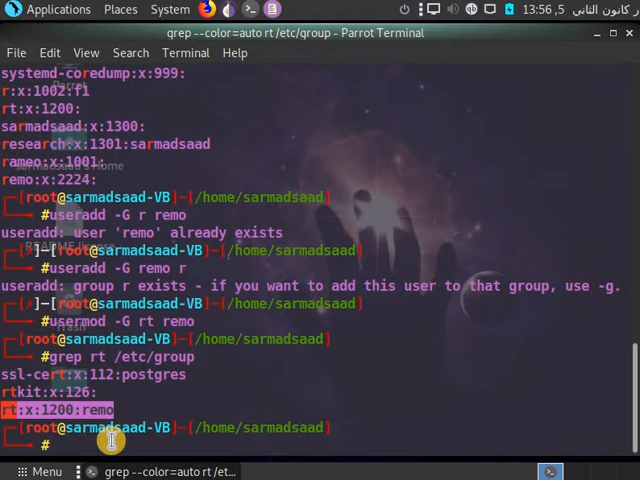 Applications Places System 13:56 ,5 ر كانون الثاني
grep --color=auto rt /etc/group - Parrot Terminal
File Edit View Search Terminal Help
systemd-coredump:x:999:
r:x:1002:f1
rt:x:1200:
sarmadsaad:x:1300:
research:x:1301:sarmadsaad
rameo:x:1001:
remo:x:2224:
┌─[root@sarmadsaad-VB]─[/home/sarmadsaad]
└──╼ #useradd -G r remo
useradd: user 'remo' already exists
┌─[✗]─[root@sarmadsaad-VB]─[/home/sarmadsaad]
└──╼ #useradd -G remo r
useradd: group r exists - if you want to add this user to that group, use -g.
┌─[✗]─[root@sarmadsaad-VB]─[/home/sarmadsaad]
└──╼ #usermod -G rt remo
┌─[root@sarmadsaad-VB]─[/home/sarmadsaad]
└──╼ #grep rt /etc/group
ssl-cert:x:112:postgres
rtkit:x:126:
rt:x:1200:remo
┌─[root@sarmadsaad-VB]─[/home/sarmadsaad]
└──╼ #
Menu grep --color=auto rt /et...